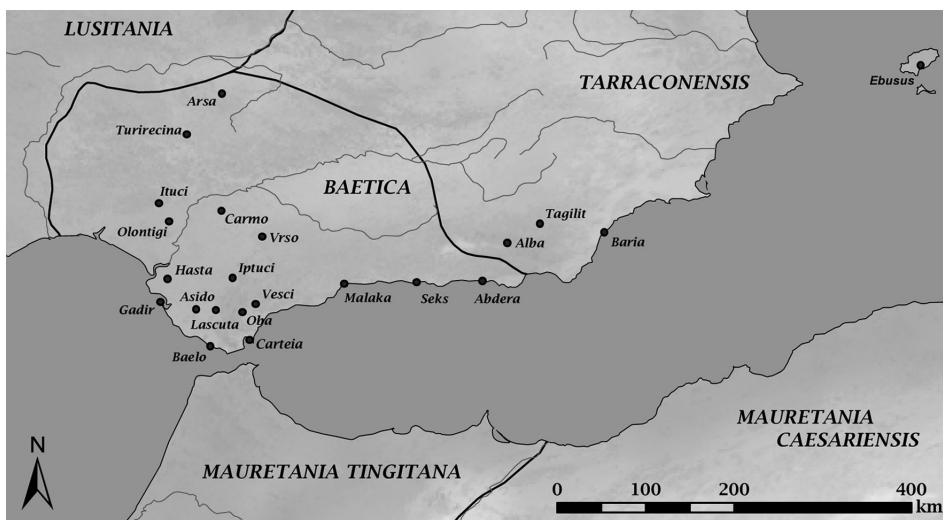 LUSITANIA
TARRACONENSIS
Ebusus
Arsa
Turirecina
BAETICA
Ituci
Carmo
Tagilit
Olontigi
Vrso
Alba
Baria
Hasta
Iptuci
Malaka
Seks
Abdera
Gadir
Asido
Vesci
Lascuta
Oba
Baelo
Carteia
MAURETANIA
CAESARIENSIS
N
MAURETANIA TINGITANA
0 100 200 400
km